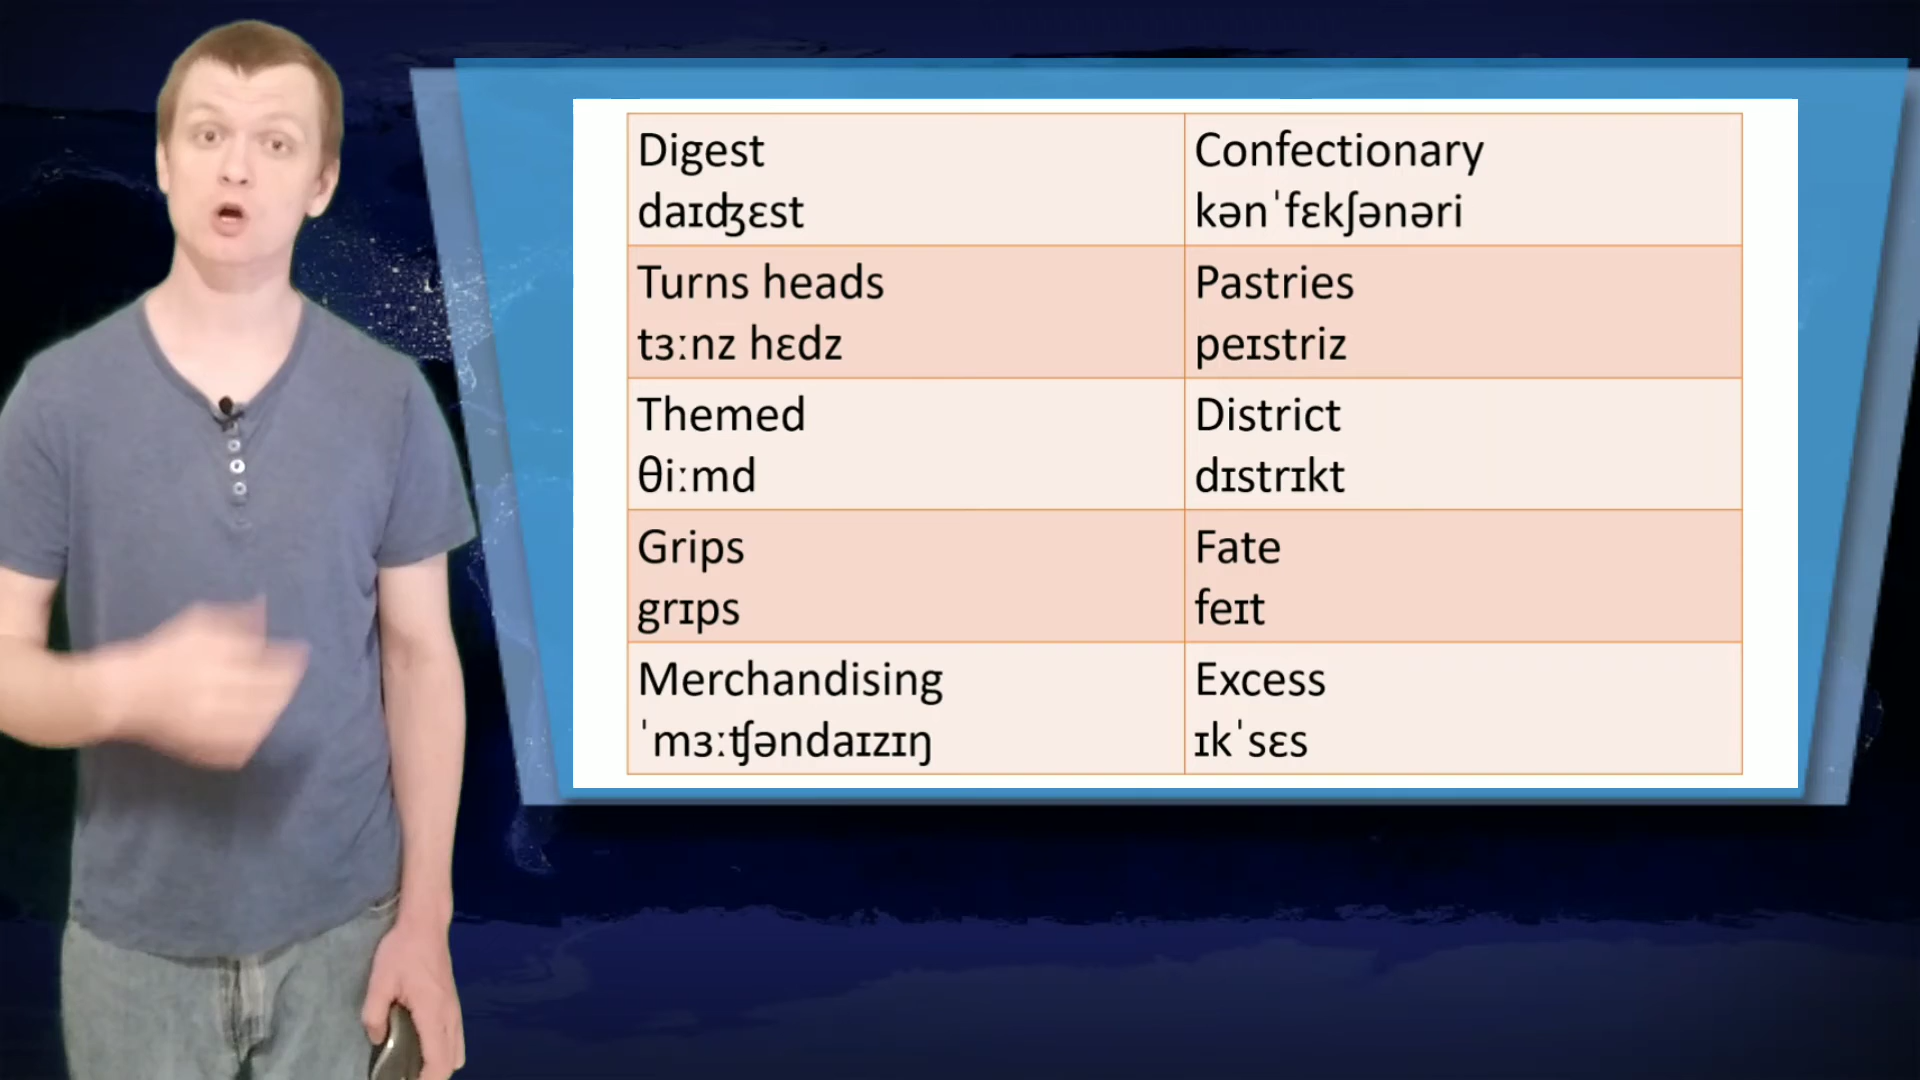 Digest
daɪʤɛst
Confectionary
kənˈfɛkʃənəri
Turns heads
tɜːnz hɛdz
Pastries
peɪstriz
Themed
θiːmd
District
dɪstrɪkt
Grips
grɪps
Fate
feɪt
Merchandising
ˈmɜːʧəndaɪzɪŋ
Excess
ɪkˈsɛs